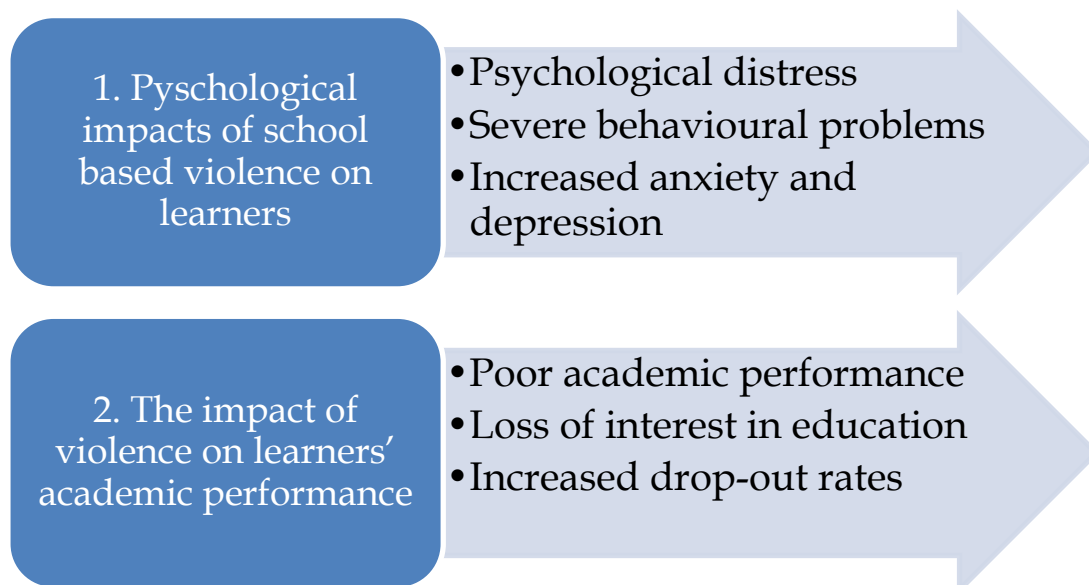 1. Pyschological
impacts of school
based violence on
learners
•Psychological distress
•Severe behavioural problems
•Increased anxiety and
depression
2. The impact of
violence on learners’
academic performance
•Poor academic performance
•Loss of interest in education
•Increased drop-out rates